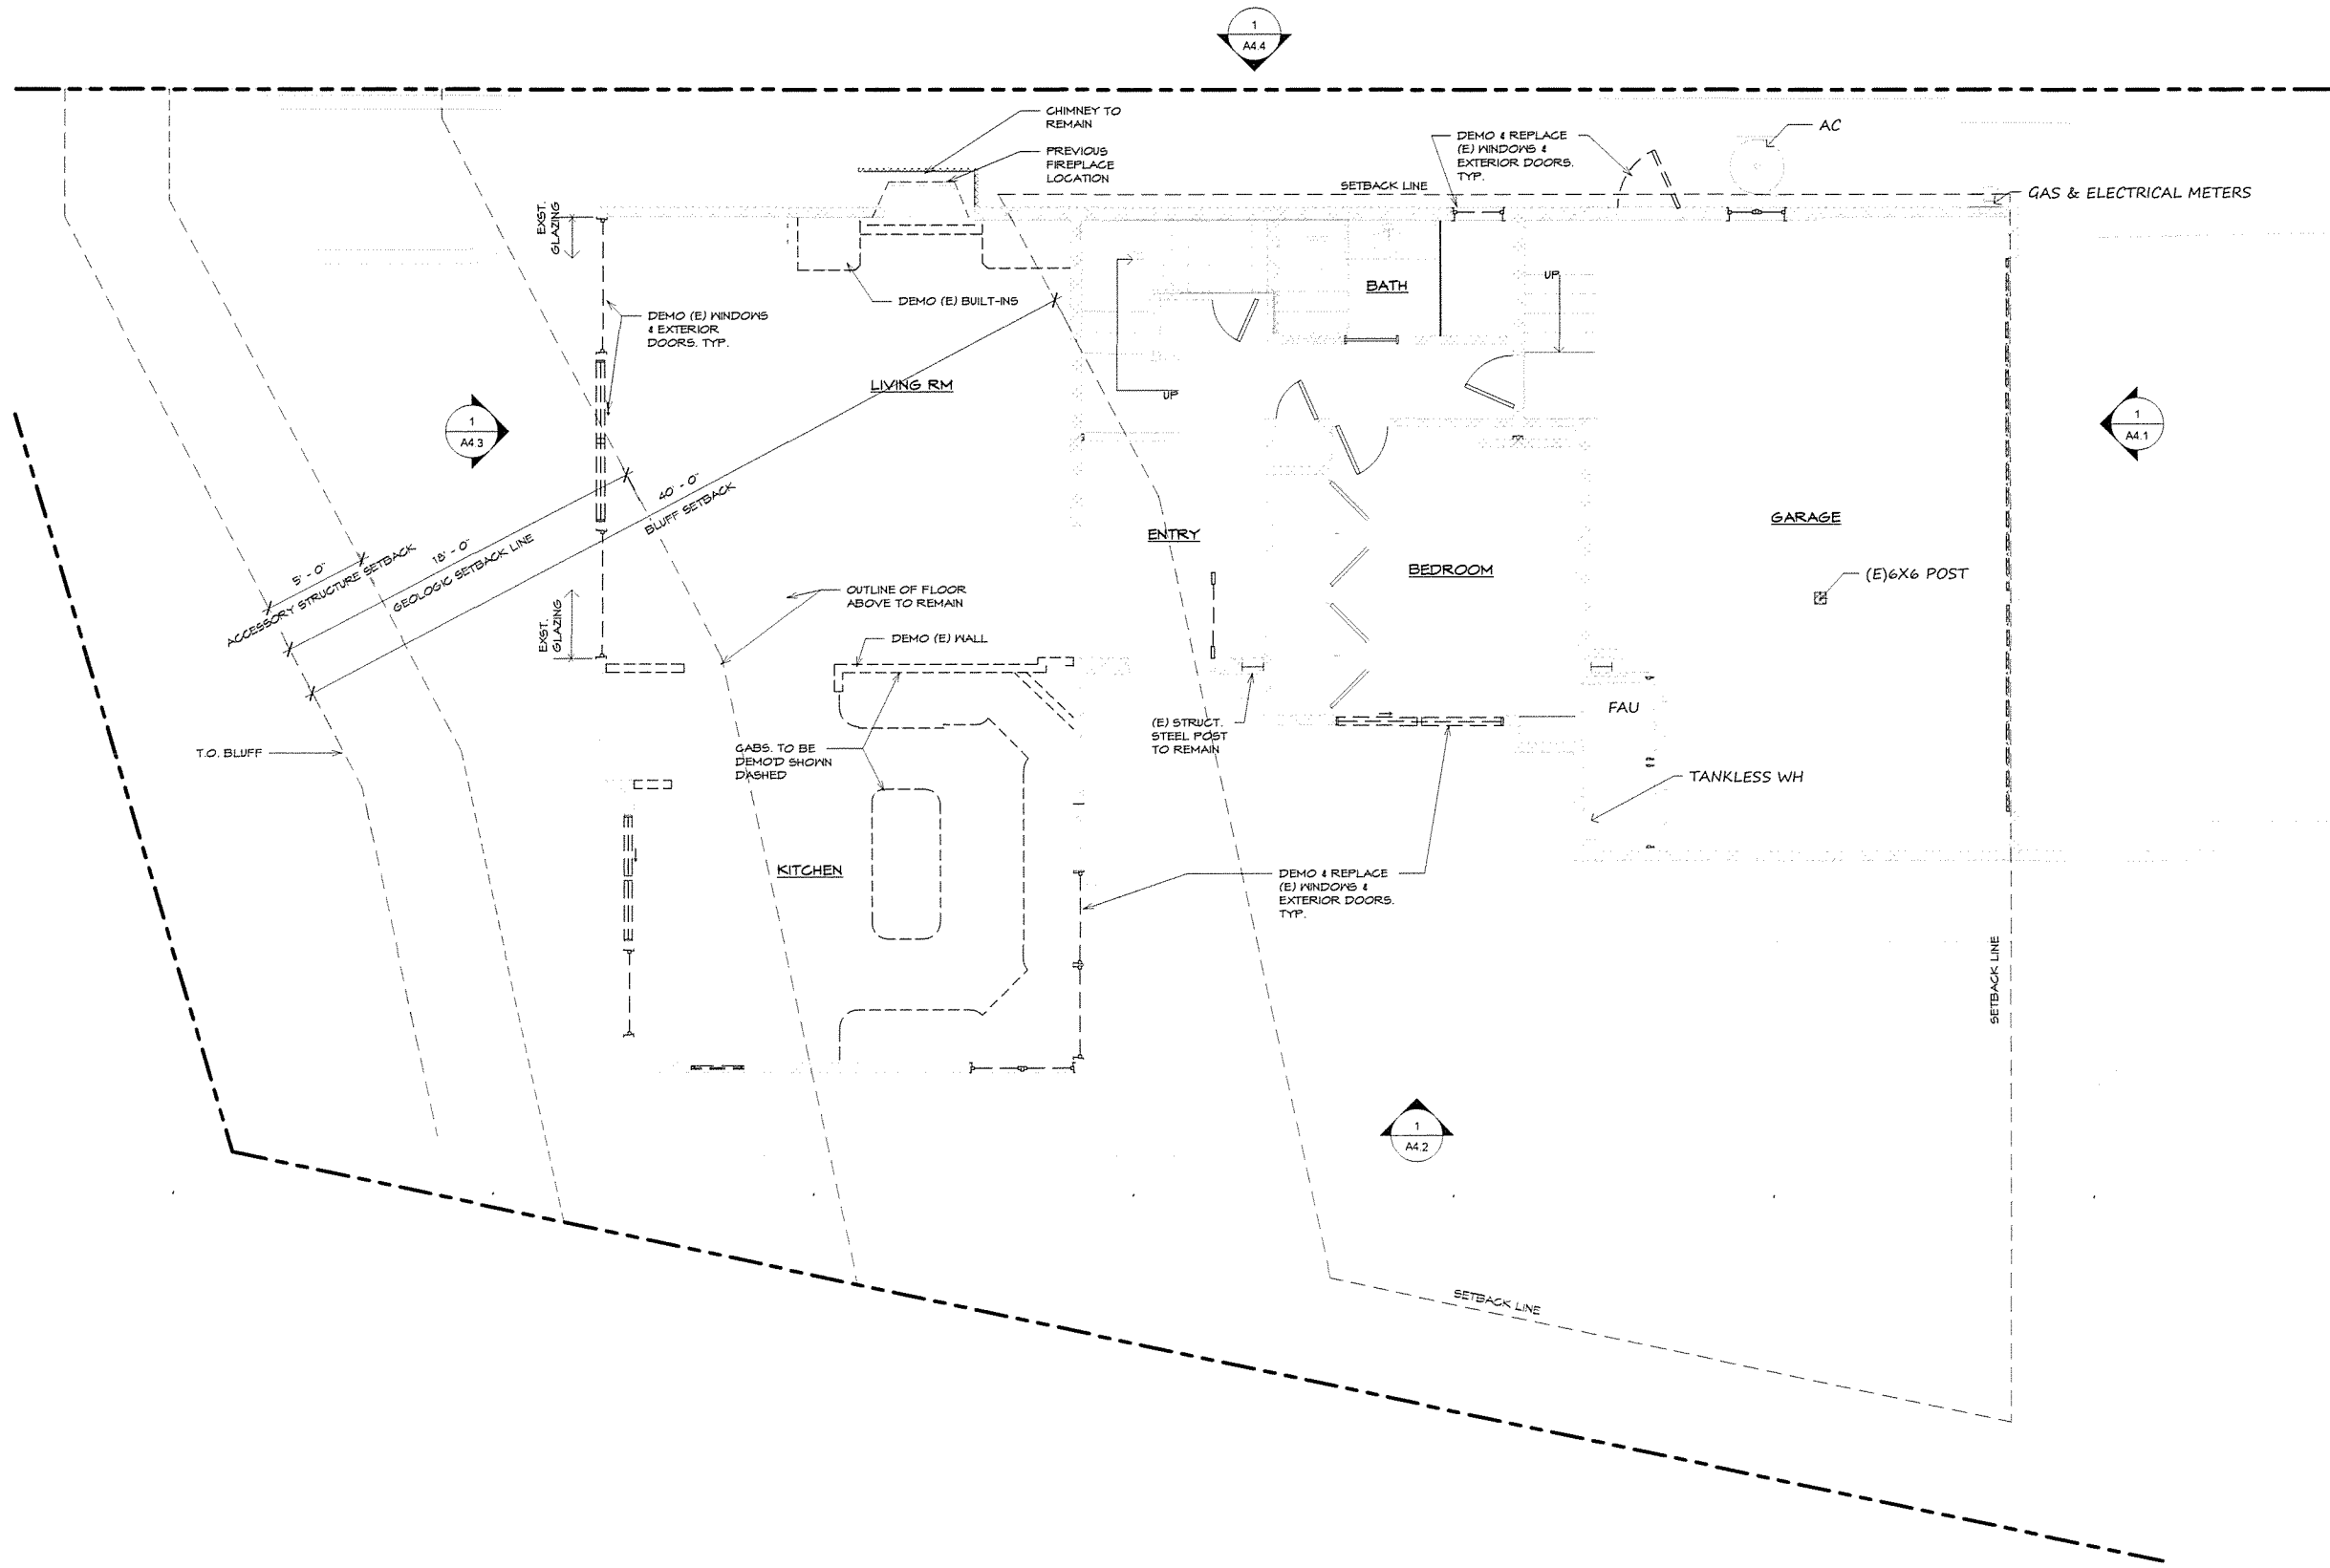 1
A4.4
CHIMNEY TO
REMAIN
PREVIOUS
FIREPLACE
LOCATION
DEMO & REPLACE
(E) WINDOWS &
EXTERIOR DOORS.
TYP.
AC
SETBACK LINE
GAS & ELECTRICAL METERS
EXST.
GLAZING
DEMO (E) BUILT-INS
BATH
UP
DEMO (E) WINDOWS
& EXTERIOR
DOORS. TYP.
LIVING RM
UP
1
A4.3
1
A4.1
40' - 0"
BLUFF SETBACK
18' - 0"
GEOLOGIC SETBACK LINE
5' - 0"
ACCESSORY STRUCTURE SETBACK
ENTRY
BEDROOM
GARAGE
(E)6X6 POST
OUTLINE OF FLOOR
ABOVE TO REMAIN
EXST.
GLAZING
DEMO (E) WALL
(E) STRUCT.
STEEL POST
TO REMAIN
FAU
T.O. BLUFF
CABS. TO BE
DEMO'D SHOWN
DASHED
TANKLESS WH
KITCHEN
DEMO & REPLACE
(E) WINDOWS &
EXTERIOR DOORS.
TYP.
SETBACK LINE
1
A4.2
SETBACK LINE